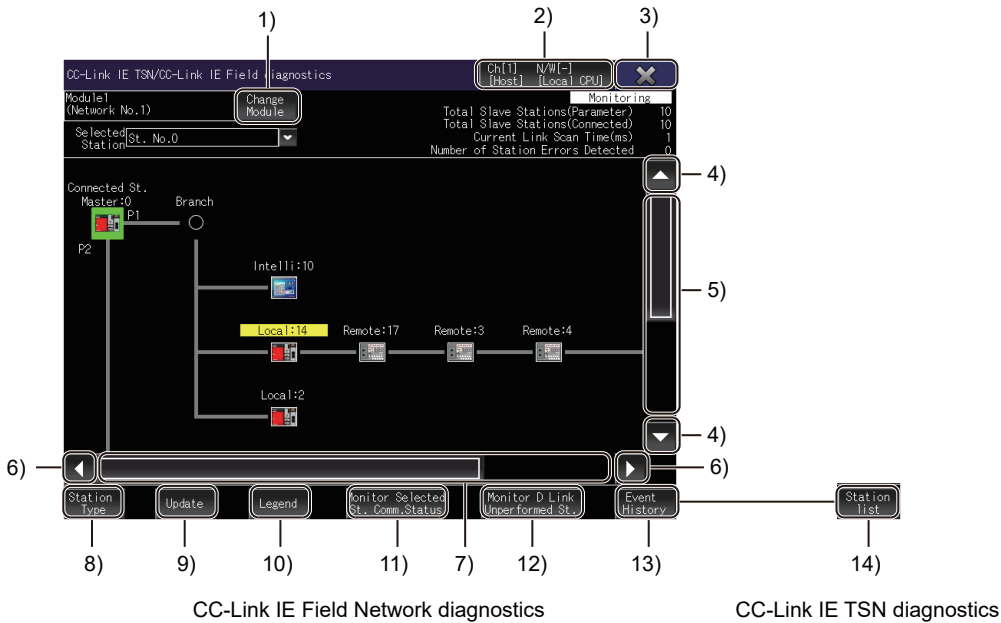 1)
2)
3)
CC-Link IE TSN/CC-Link IE Field diagnostics
Ch[1] N/W[-]
[Host] [Local CPU]
Module1
(Network No.1)
Change
Module
Monitoring
Total Slave Stations(Parameter) 10
Total Slave Stations(Connected) 10
Current Link Scan Time(ms) 1
Number of Station Errors Detected 0
Selected
Station
St. No.0
4)
Connected St.
Master:0
P1
Branch
P2
Intelli:10
5)
Local:14
Remote:17
Remote:3
Remote:4
Local:2
4)
6)
6)
Station
Type
Update
Legend
Monitor Selected
St. Comm.Status
Monitor D Link
Unperformed St.
Event
History
Station
list
8)
9)
10)
11)
7)
12)
13)
14)
CC-Link IE Field Network diagnostics
CC-Link IE TSN diagnostics